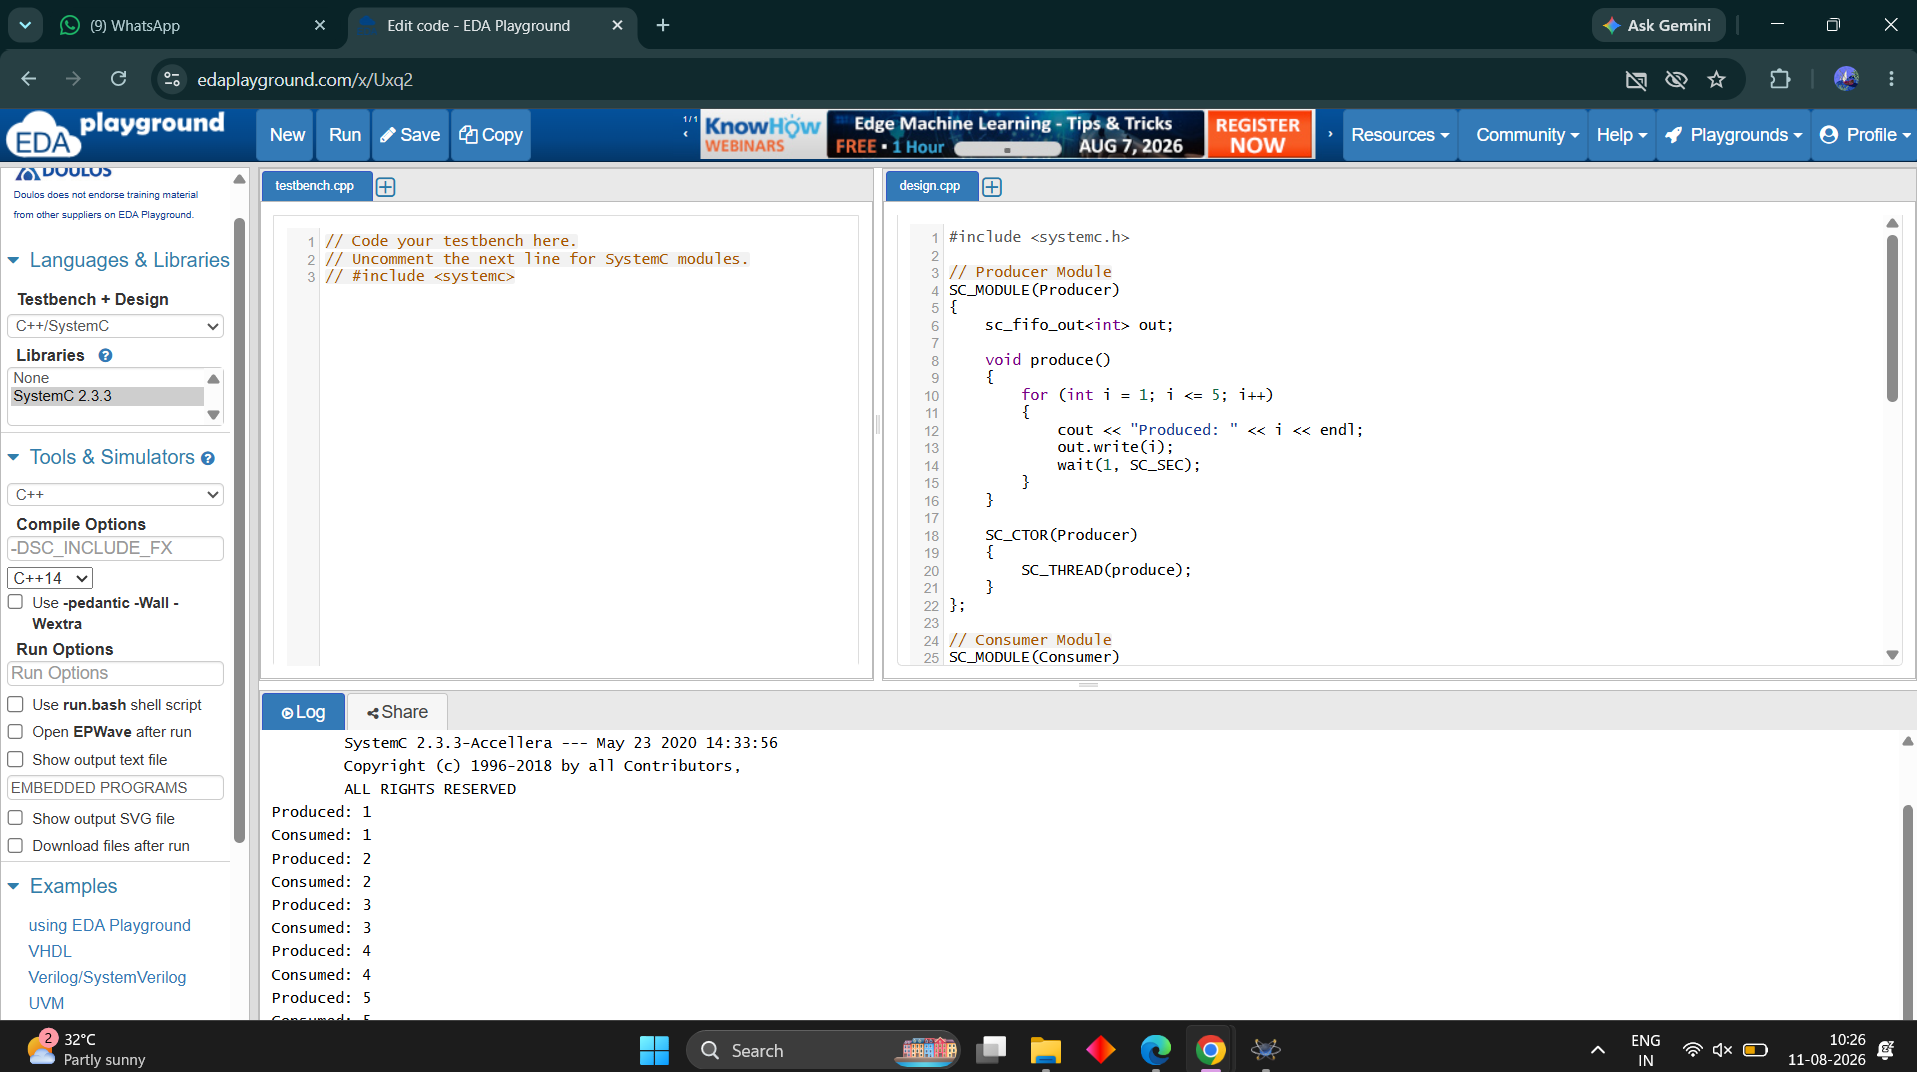 (9) WhatsApp
Edit code - EDA Playground
Ask Gemini
edaplayground.com/x/Uxq2
EDA playground
New
Run
Save
Copy
1/1
KnowHow
WEBINARS
Edge Machine Learning - Tips & Tricks
FREE • 1 Hour
AUG 7, 2026
REGISTER
NOW
Resources
Community
Help
Playgrounds
Profile
DOULOS
Doulos does not endorse training material
from other suppliers on EDA Playground.
Languages & Libraries
Testbench + Design
C++/SystemC
Libraries
None
SystemC 2.3.3
Tools & Simulators
C++
Compile Options
-DSC_INCLUDE_FX
C++14
Use -pedantic -Wall -
Wextra
Run Options
Run Options
Use run.bash shell script
Open EPWave after run
Show output text file
EMBEDDED PROGRAMS
Show output SVG file
Download files after run
Examples
using EDA Playground
VHDL
Verilog/SystemVerilog
UVM
testbench.cpp
1 // Code your testbench here.
2 // Uncomment the next line for SystemC modules.
3 // #include <systemc>
design.cpp
1 #include <systemc.h>
2
3 // Producer Module
4 SC_MODULE(Producer)
5 {
6 sc_fifo_out<int> out;
7
8 void produce()
9 {
10 for (int i = 1; i <= 5; i++)
11 {
12 cout << "Produced: " << i << endl;
13 out.write(i);
14 wait(1, SC_SEC);
15 }
16 }
17
18 SC_CTOR(Producer)
19 {
20 SC_THREAD(produce);
21 }
22 };
23
24 // Consumer Module
25 SC_MODULE(Consumer)
Log
Share
SystemC 2.3.3-Accellera --- May 23 2020 14:33:56
Copyright (c) 1996-2018 by all Contributors,
ALL RIGHTS RESERVED
Produced: 1
Consumed: 1
Produced: 2
Consumed: 2
Produced: 3
Consumed: 3
Produced: 4
Consumed: 4
Produced: 5
Consumed: 5
2
32°C
Partly sunny
Search
ENG
IN
10:26
11-08-2026